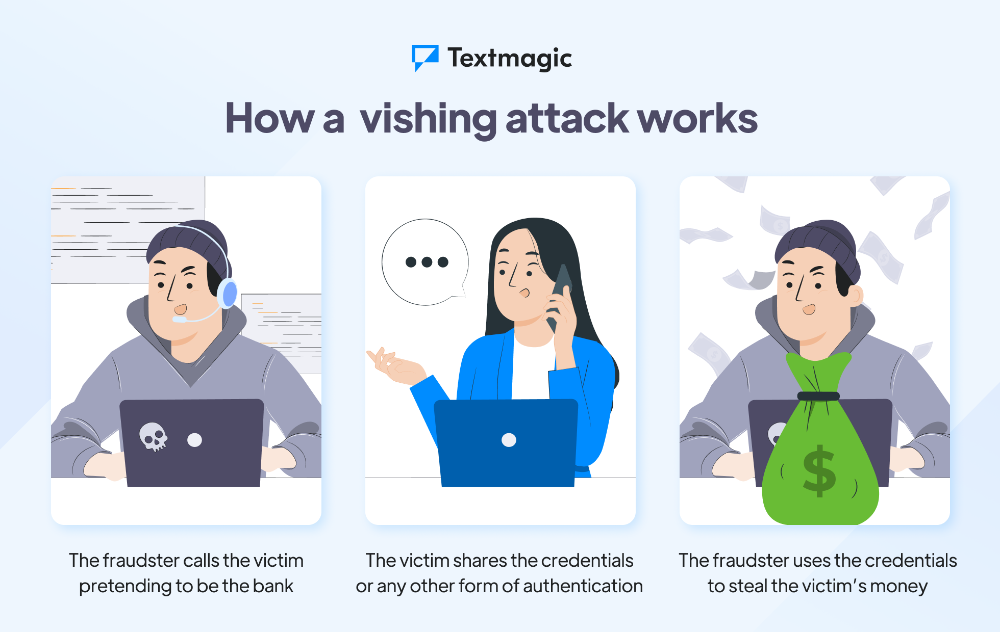 Textmagic
How a vishing attack works
The fraudster calls the victim
pretending to be the bank
The victim shares the credentials
or any other form of authentication
$
The fraudster uses the credentials
to steal the victim's money